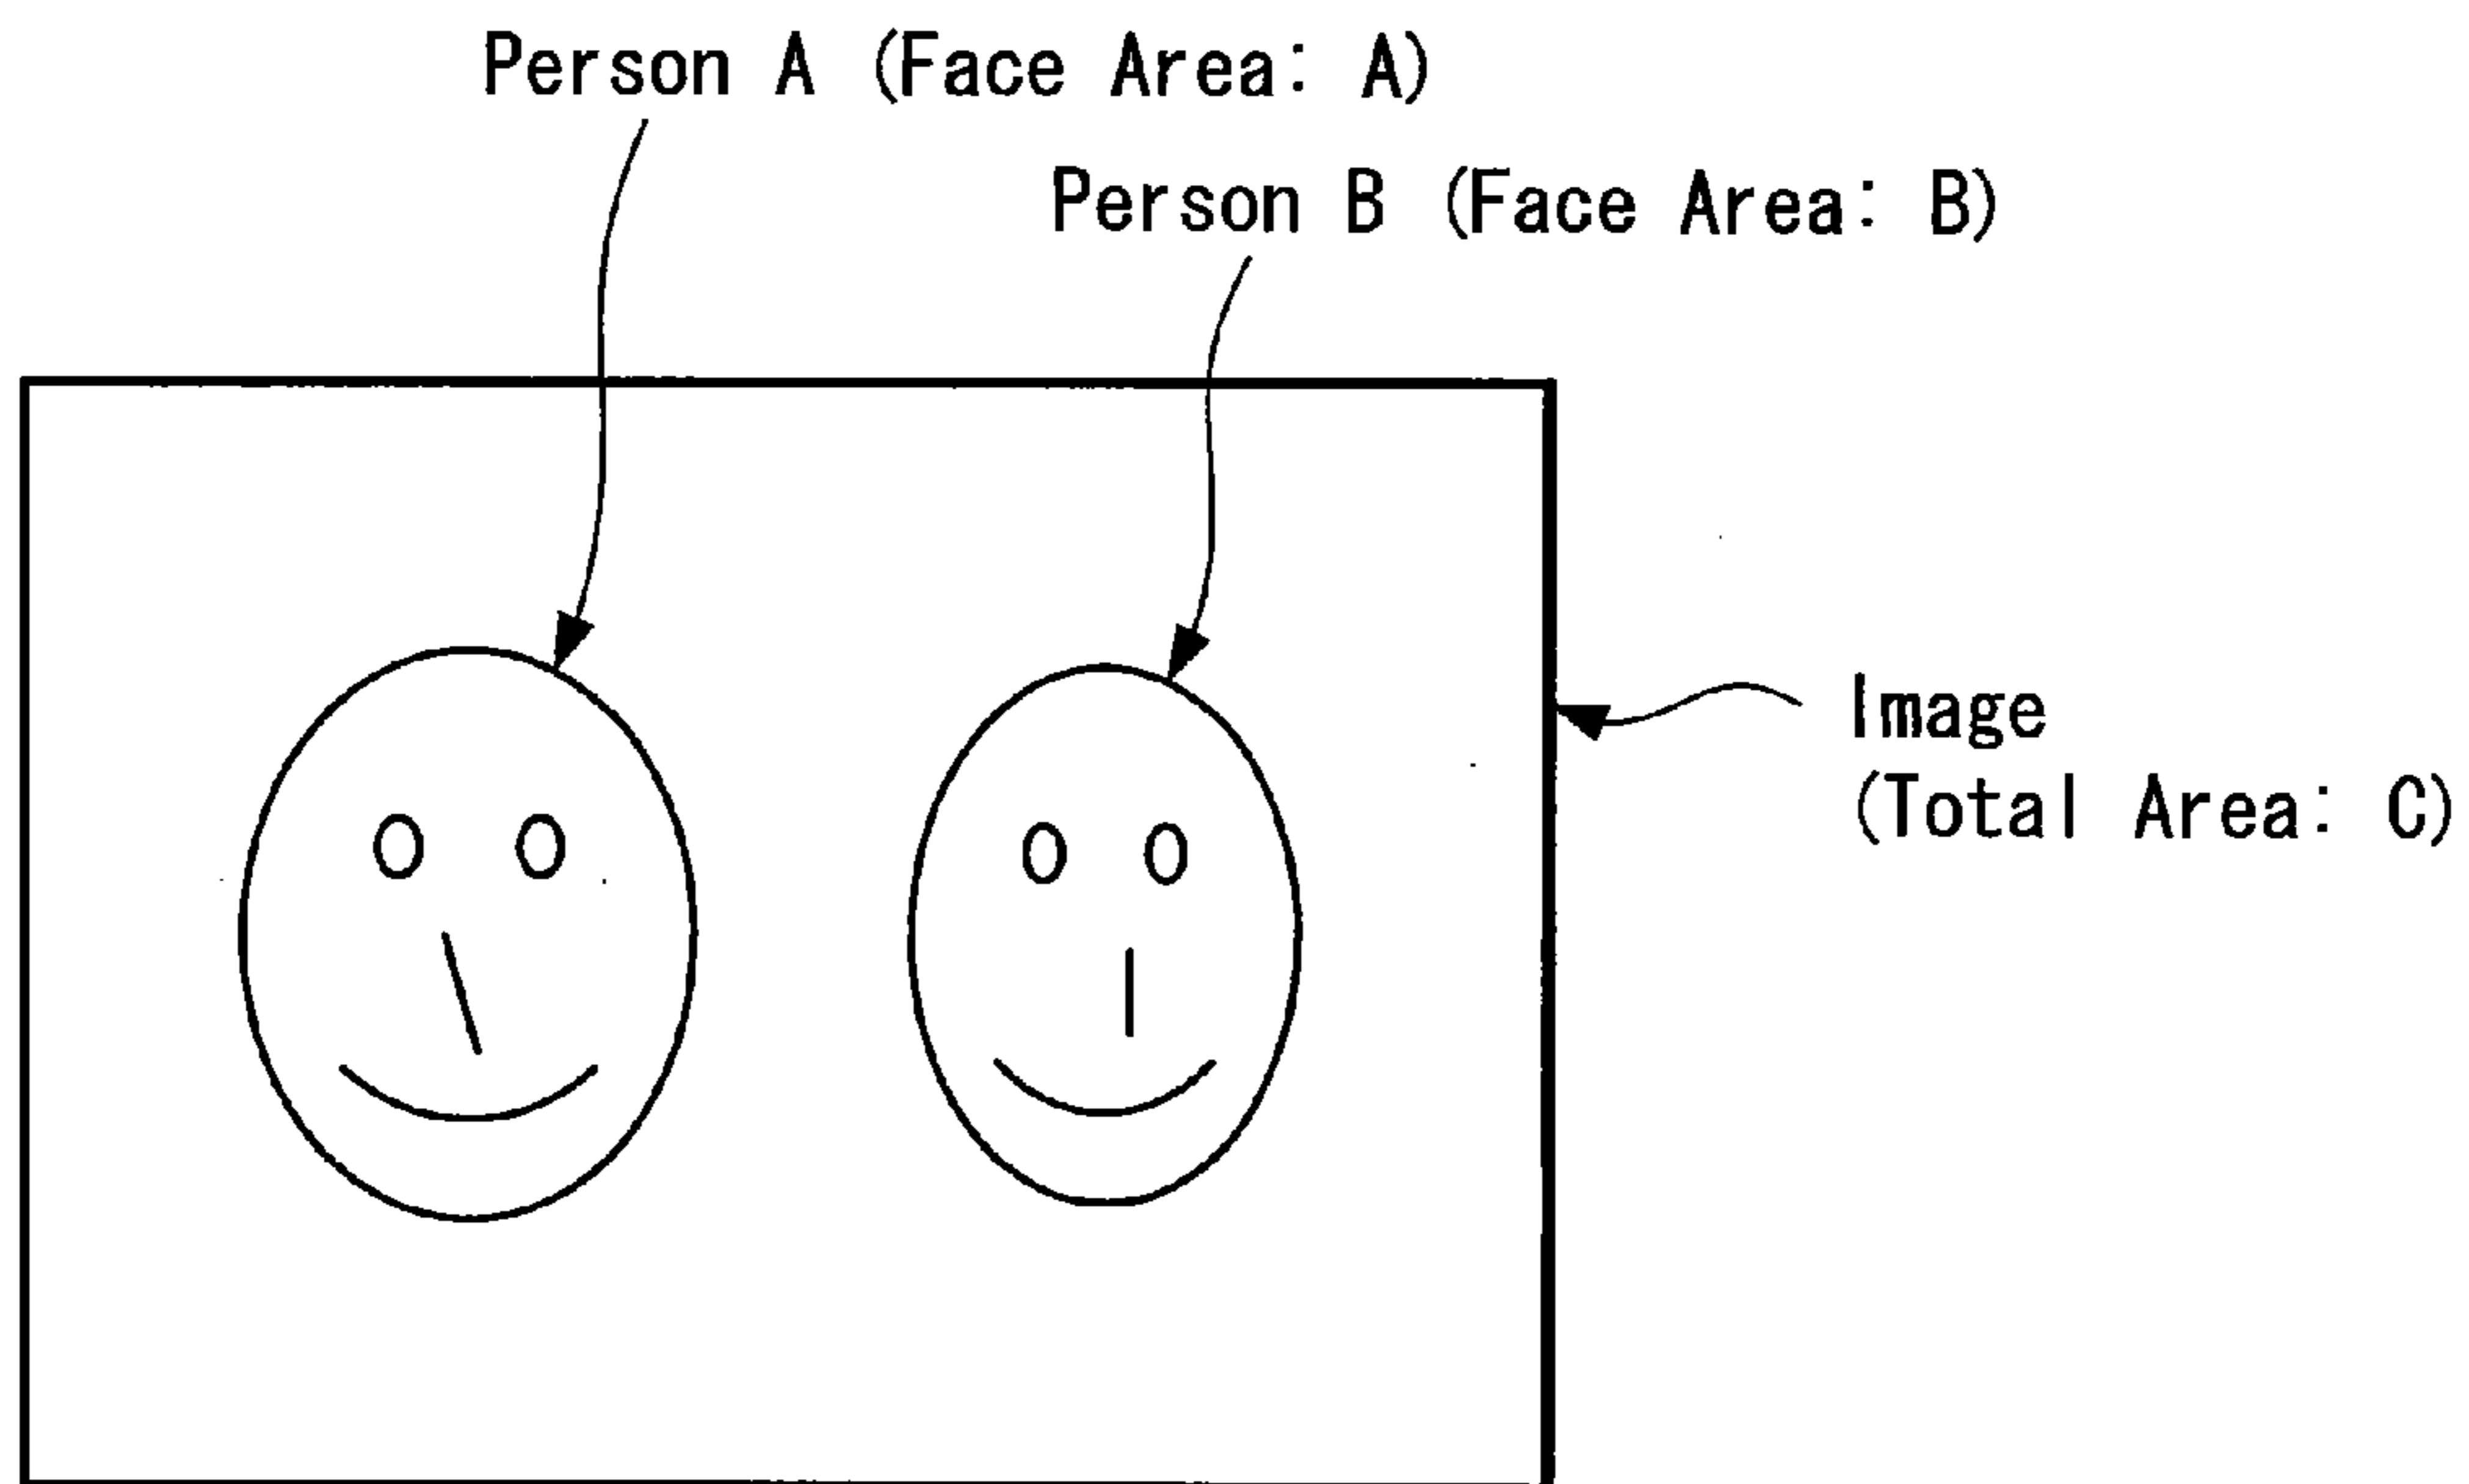 Person A (Face Area: A)
Person B (Face Area: B)
Image
(Total Area: C)